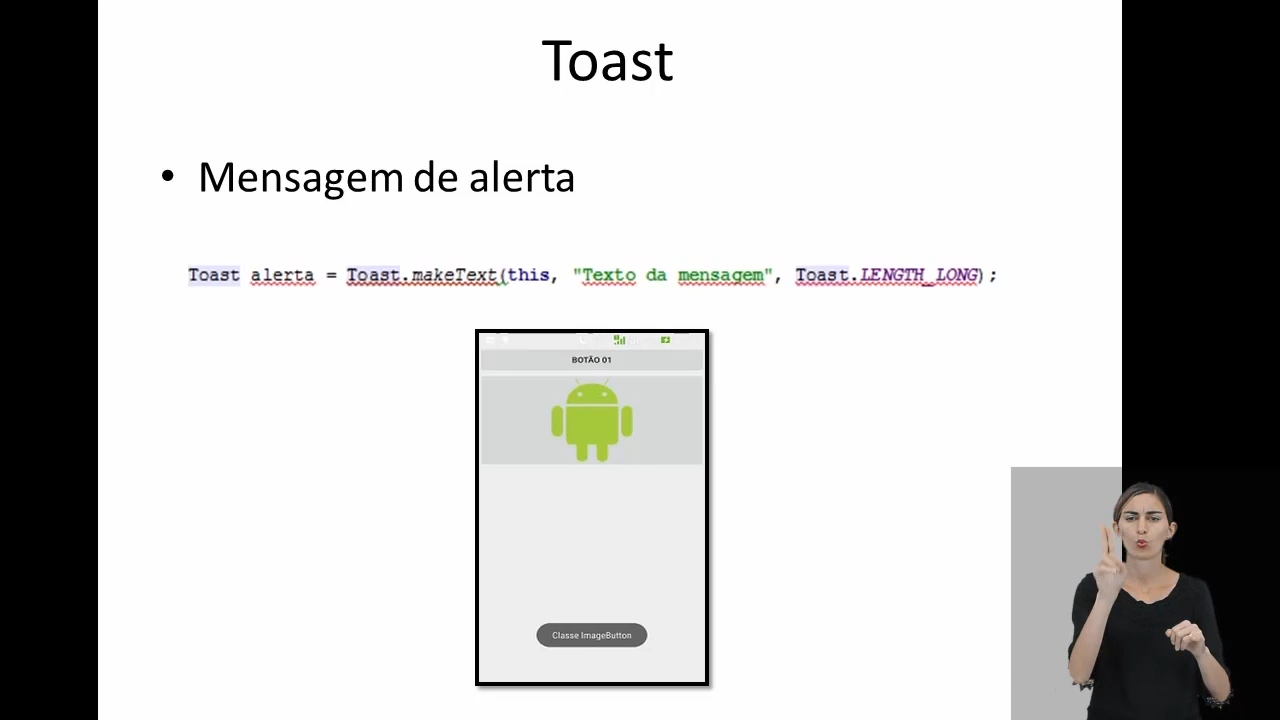 Toast
• Mensagem de alerta
Toast alerta = Toast.makeText(this, "Texto da mensagem", Toast.LENGTH_LONG);
BOTÃO 01
Classe ImageButton